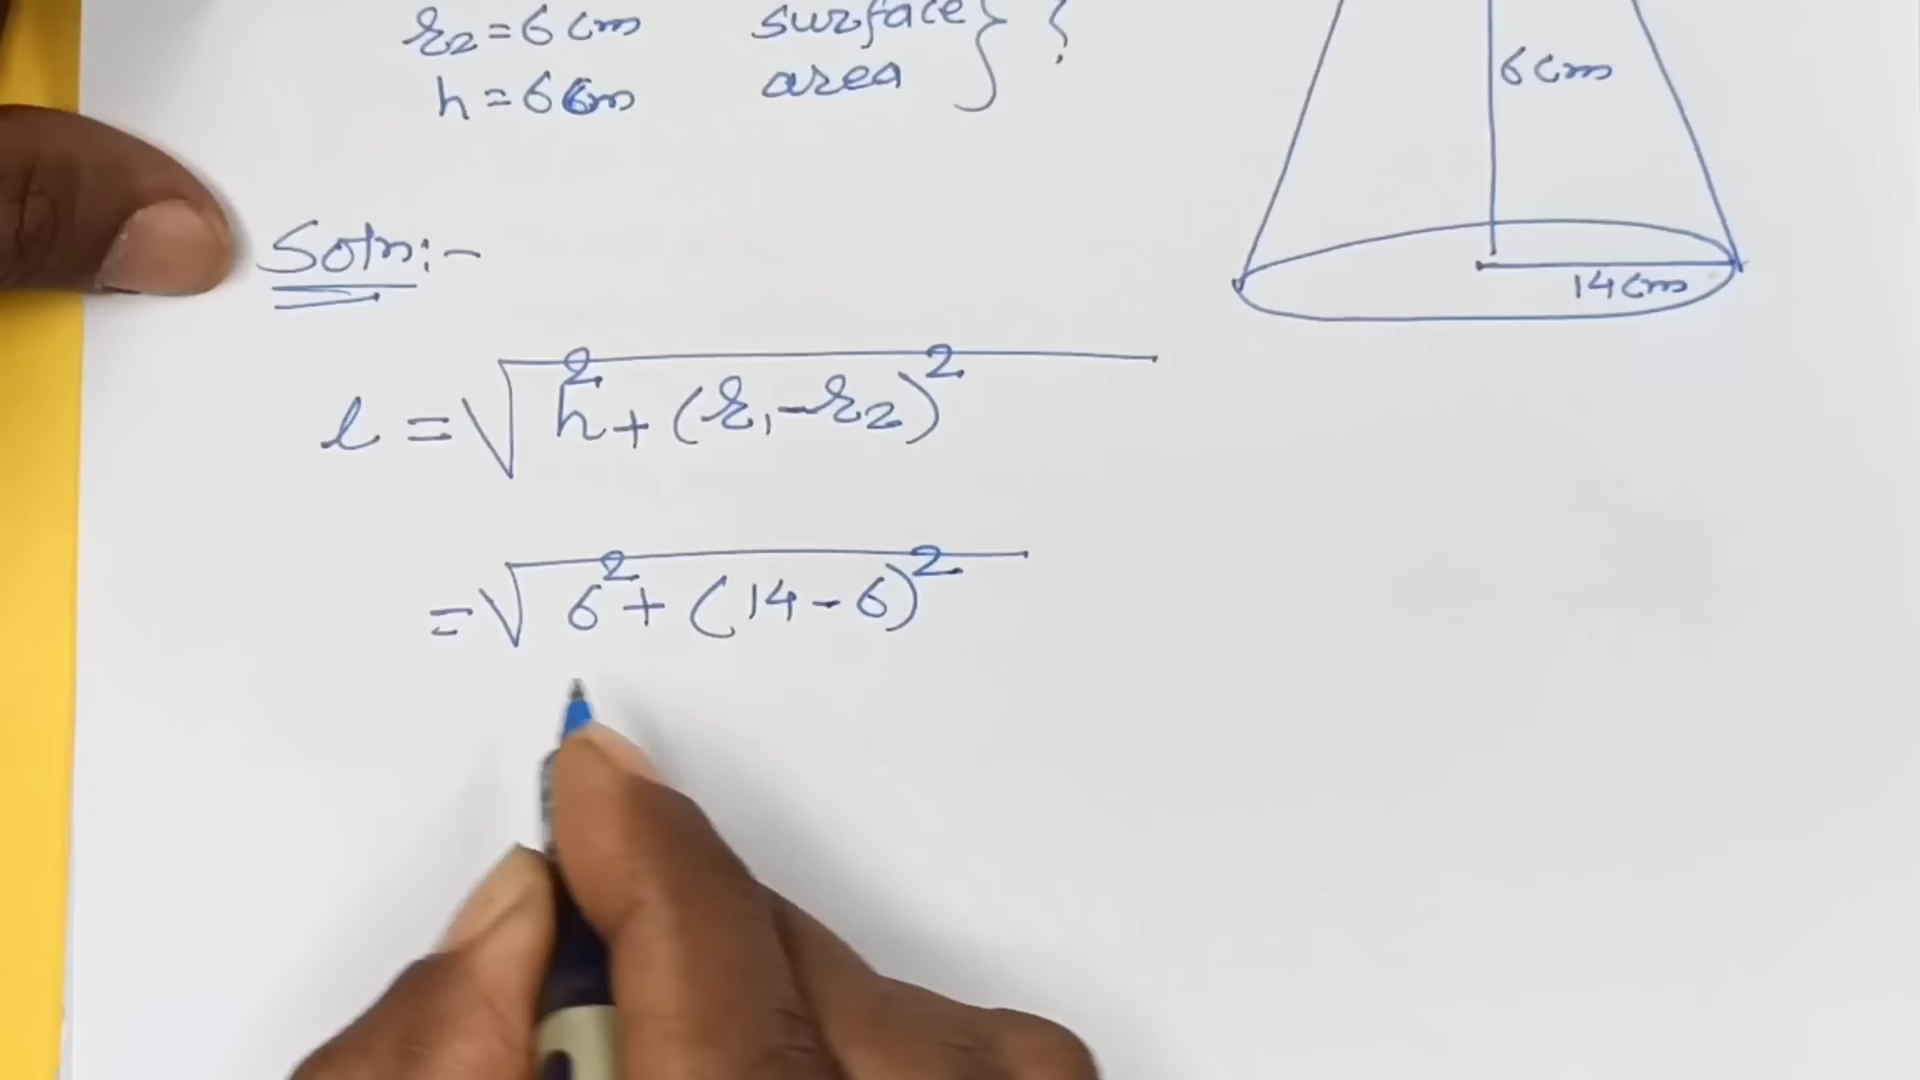 r₂ = 6 cm surface } ?
h = 6 cm area
6 cm
14 cm
Soln:-
l = √h² + (r₁ - r₂)²
= √6² + (14 - 6)²